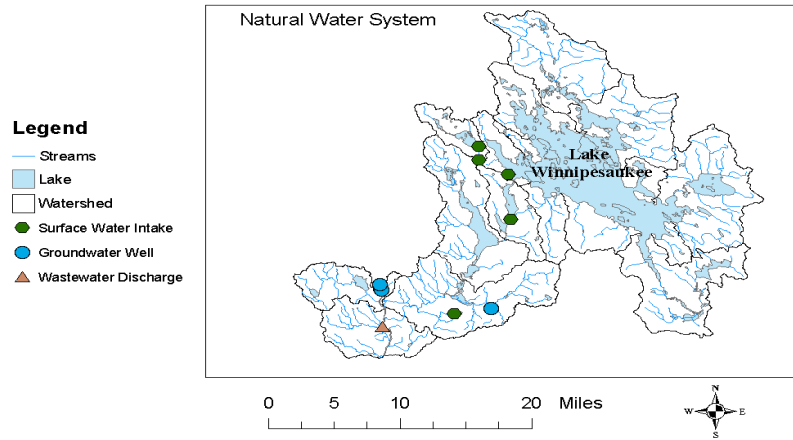 Natural Water System
Legend
Streams
Lake
Watershed
Surface Water Intake
Groundwater Well
Wastewater Discharge
Lake
Winnipesaukee
0 5 10 20 Miles
N
W E
S